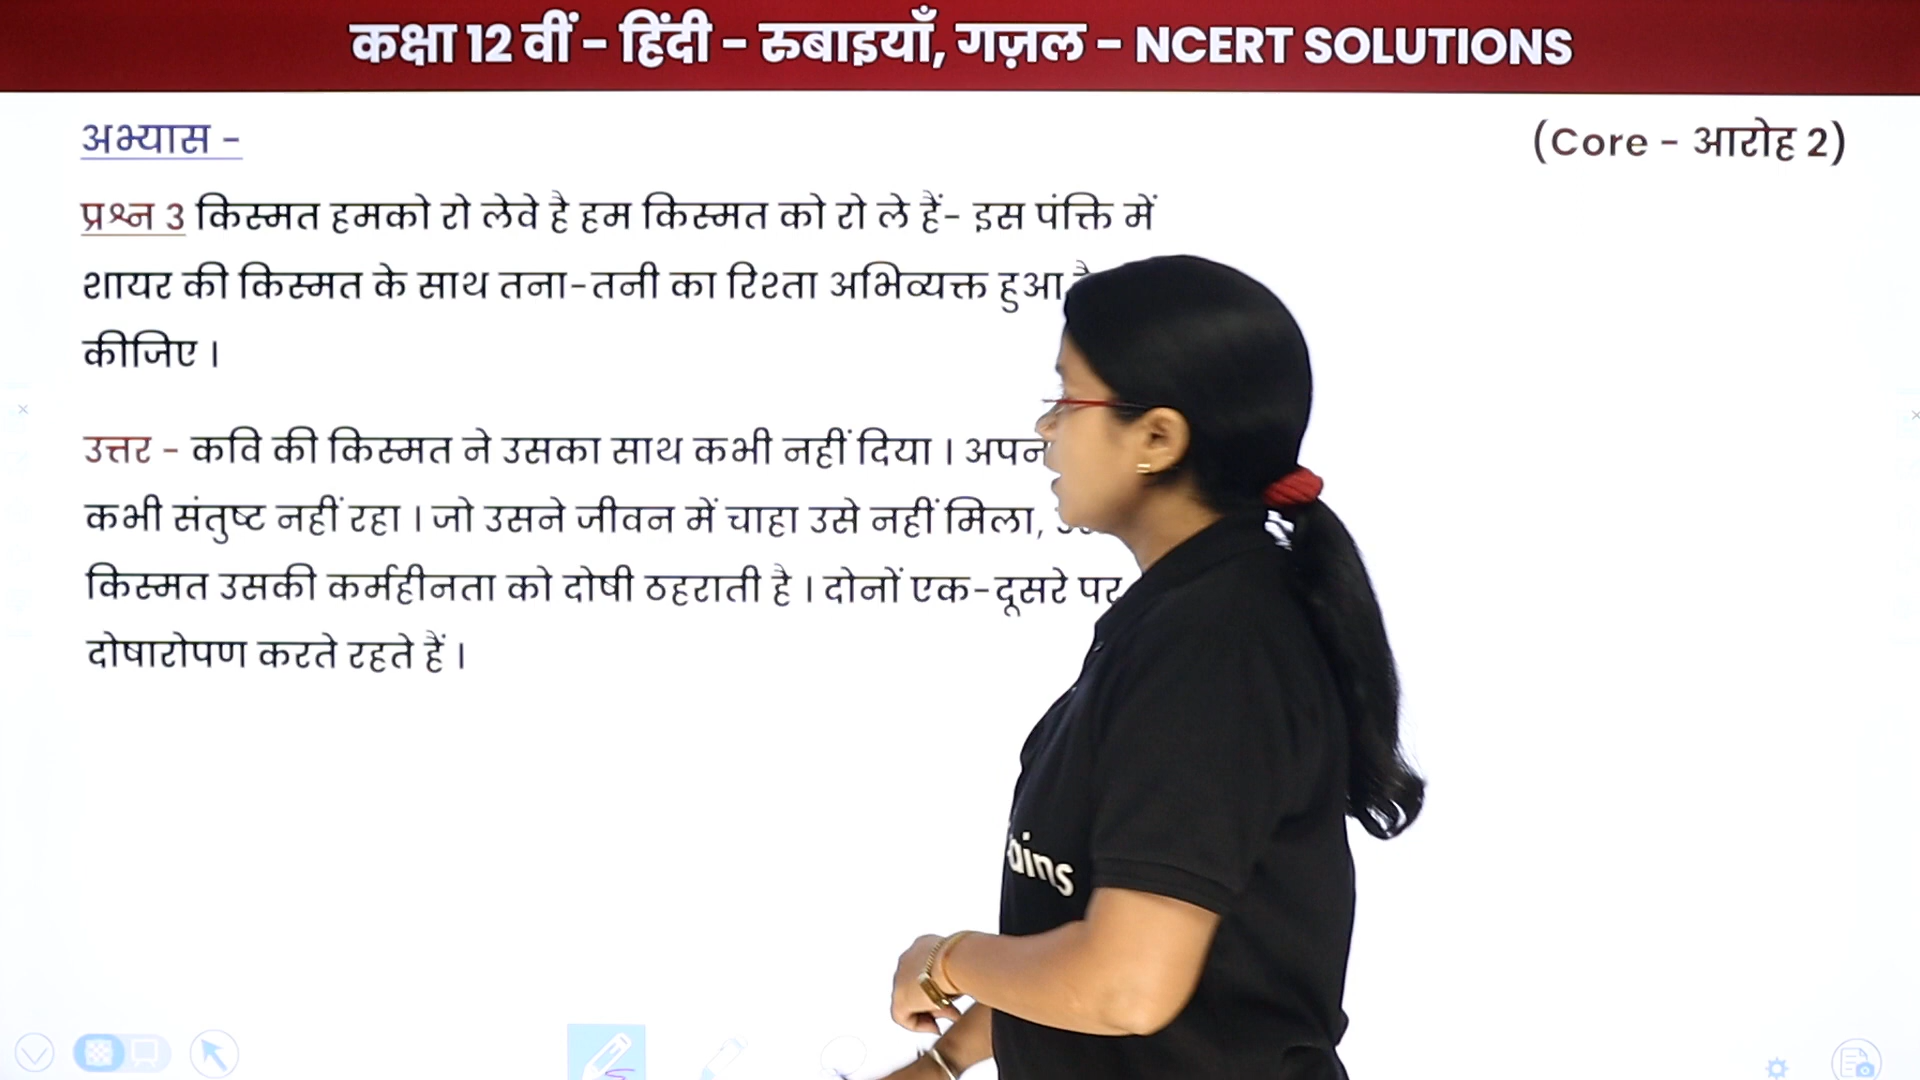 कक्षा 12 वीं - हिंदी - रुबाइयाँ, गज़ल - NCERT SOLUTIONS
अभ्यास -
(Core - आरोह 2)
प्रश्न 3 किस्मत हमको रो लेवे है हम किस्मत को रो ले हैं- इस पंक्ति में
शायर की किस्मत के साथ तना-तनी का रिश्ता अभिव्यक्त हुआ
कीजिए ।
उत्तर - कवि की किस्मत ने उसका साथ कभी नहीं दिया ।
कभी संतुष्ट नहीं रहा । जो उसने जीवन में चाहा उसे नहीं मिला,
किस्मत उसकी कर्महीनता को दोषी ठहराती है । दोनों एक-दूसरे पर
दोषारोपण करते रहते हैं ।